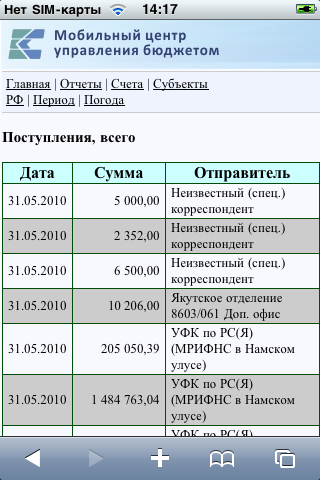 Нет SIM-карты 14:17
Мобильный центр
управления бюджетом
Главная | Отчеты | Счета | Субъекты
РФ | Период | Погода
Поступления, всего
Дата Сумма Отправитель
31.05.2010 5 000,00 Неизвестный (спец.)
корреспондент
31.05.2010 2 352,00 Неизвестный (спец.)
корреспондент
31.05.2010 6 500,00 Неизвестный (спец.)
корреспондент
31.05.2010 10 206,00 Якутское отделение
8603/061 Доп. офис
31.05.2010 205 050,39 УФК по РС(Я)
(МРИФНС в Намском
улусе)
31.05.2010 1 484 763,04 УФК по РС(Я)
(МРИФНС в Намском
улусе)
УФК по РС(Я)